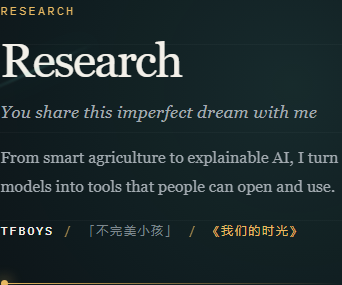 RESEARCH
Research
You share this imperfect dream with me
From smart agriculture to explainable AI, I turn
models into tools that people can open and use.
TFBOYS / 「不完美小孩」 / 《我们的时光》